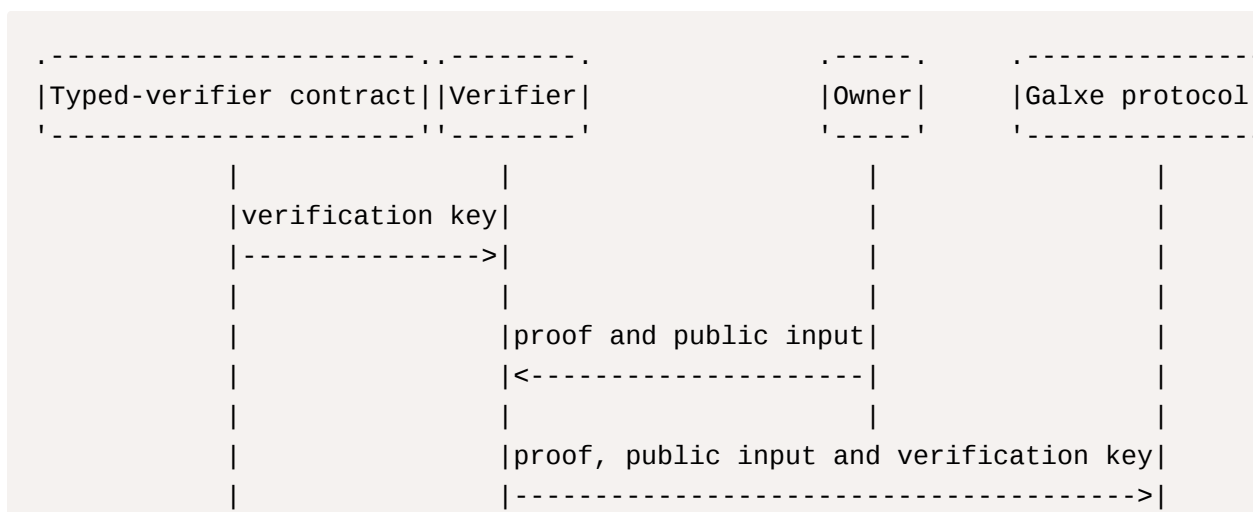 .-----------------------..--------.              .-----.     .---------------
|Typed-verifier contract||Verifier|              |Owner|     |Galxe protocol
'-----------------------''--------'              '-----'     '---------------
            |                |                      |                 |
            |verification key|                      |                 |
            |--------------->|                      |                 |
            |                |                      |                 |
            |                |proof and public input|                 |
            |                |<---------------------|                 |
            |                |                      |                 |
            |                |proof, public input and verification key|
            |                |--------------------------------------->|